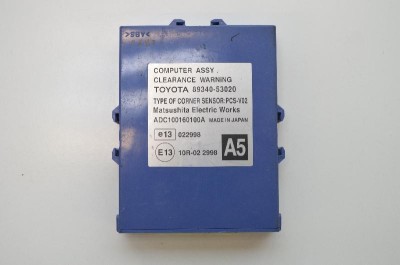 >PBT<
COMPUTER ASSY .
CLEARANCE WARNING
TOYOTA 89340-53020
TYPE OF CORNER SENSOR:PCS-V02
Matsushita Electric Works
ADC100160100A MADE IN JAPAN
e13 022998
E13 10R-02 2998
A5